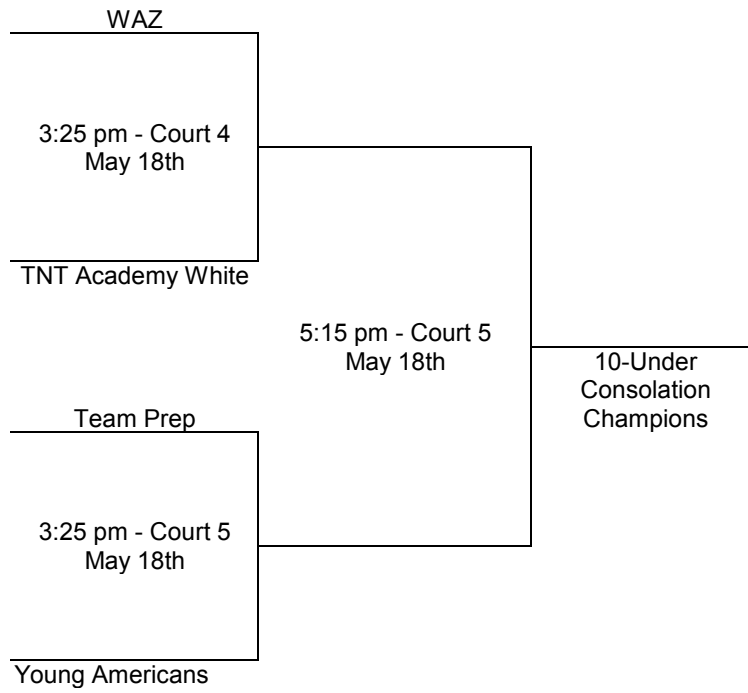 WAZ
3:25 pm - Court 4
May 18th
TNT Academy White
5:15 pm - Court 5
May 18th
10-Under
Consolation
Champions
Team Prep
3:25 pm - Court 5
May 18th
Young Americans